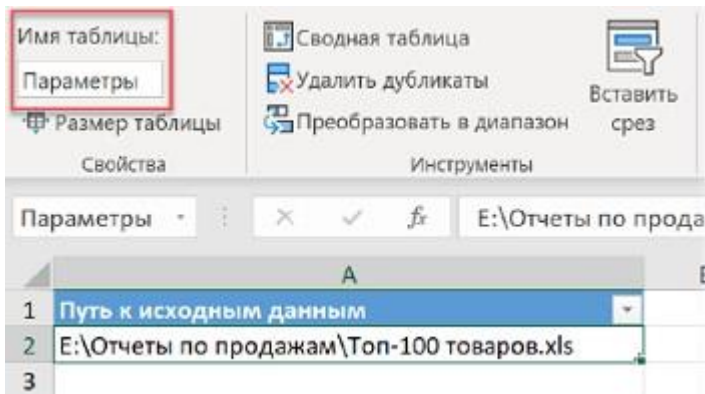 Имя таблицы:
Параметры
Размер таблицы
Свойства
Сводная таблица
Удалить дубликаты
Преобразовать в диапазон
Вставить
срез
Инструменты
Параметры fx E:\Отчеты по прода
A
1 Путь к исходным данным
2 E:\Отчеты по продажам\Топ-100 товаров.xls
3